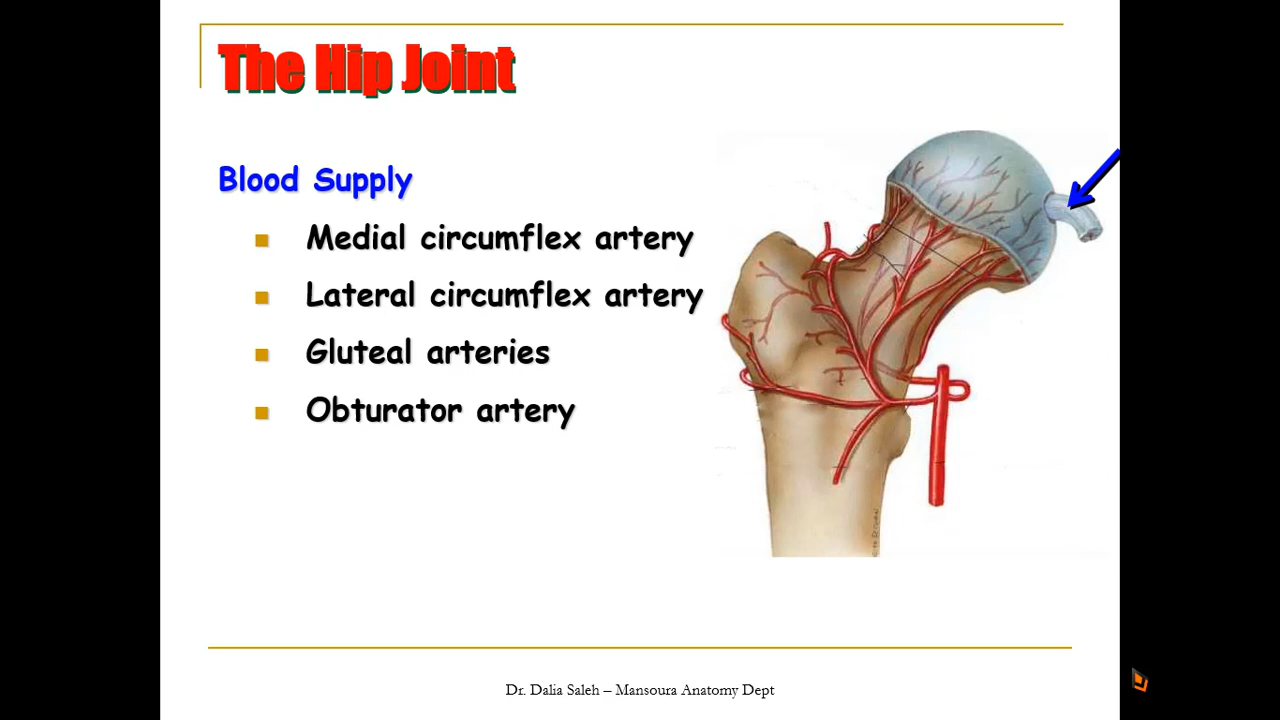 The Hip Joint
Blood Supply
Medial circumflex artery
Lateral circumflex artery
Gluteal arteries
Obturator artery
Dr. Dalia Saleh – Mansoura Anatomy Dept